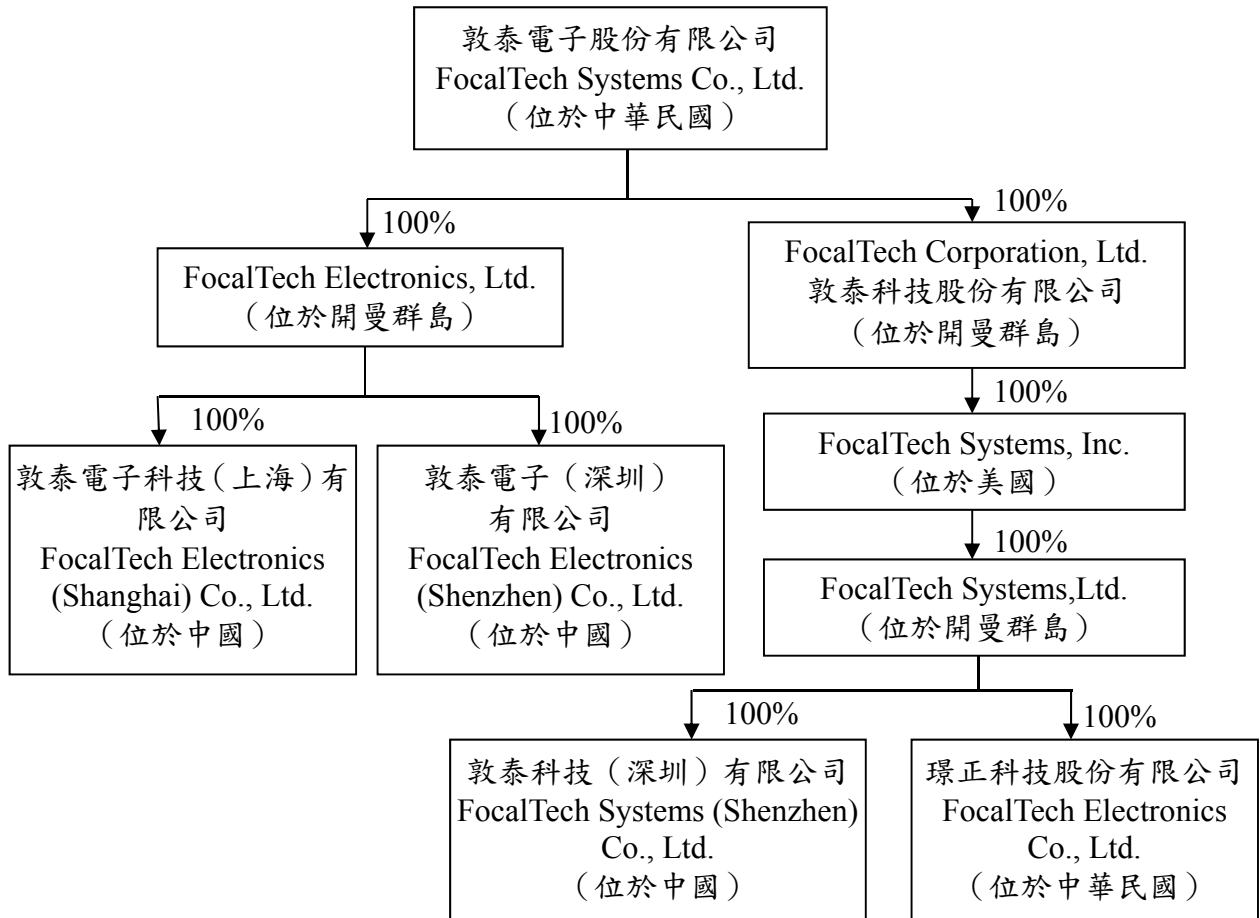 敦泰電子股份有限公司
FocalTech Systems Co., Ltd.
（位於中華民國）
100%
100%
FocalTech Electronics, Ltd.
（位於開曼群島）
FocalTech Corporation, Ltd.
敦泰科技股份有限公司
（位於開曼群島）
100%
100%
100%
敦泰電子科技（上海）有
限公司
FocalTech Electronics
(Shanghai) Co., Ltd.
（位於中國）
敦泰電子（深圳）
有限公司
FocalTech Electronics
(Shenzhen) Co., Ltd.
（位於中國）
FocalTech Systems, Inc.
（位於美國）
100%
FocalTech Systems,Ltd.
（位於開曼群島）
100%
100%
敦泰科技（深圳）有限公司
FocalTech Systems (Shenzhen)
Co., Ltd.
（位於中國）
璟正科技股份有限公司
FocalTech Electronics
Co., Ltd.
（位於中華民國）